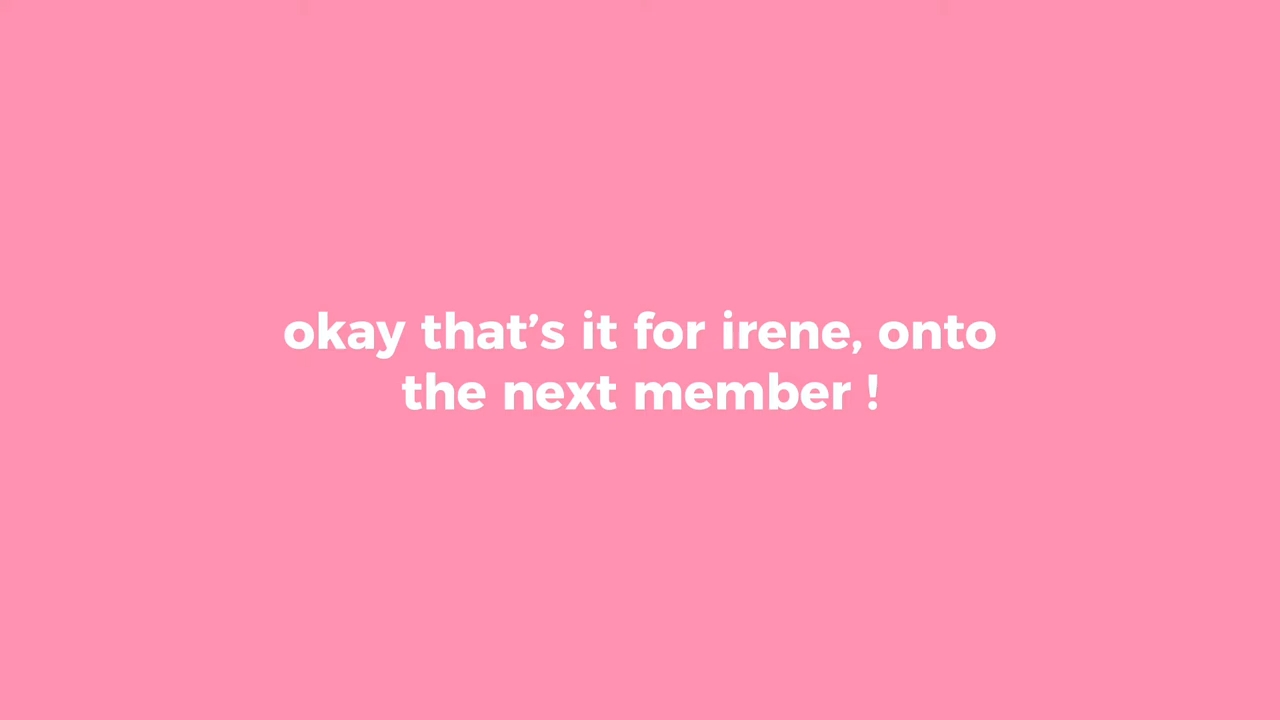 okay that’s it for irene, onto
the next member !